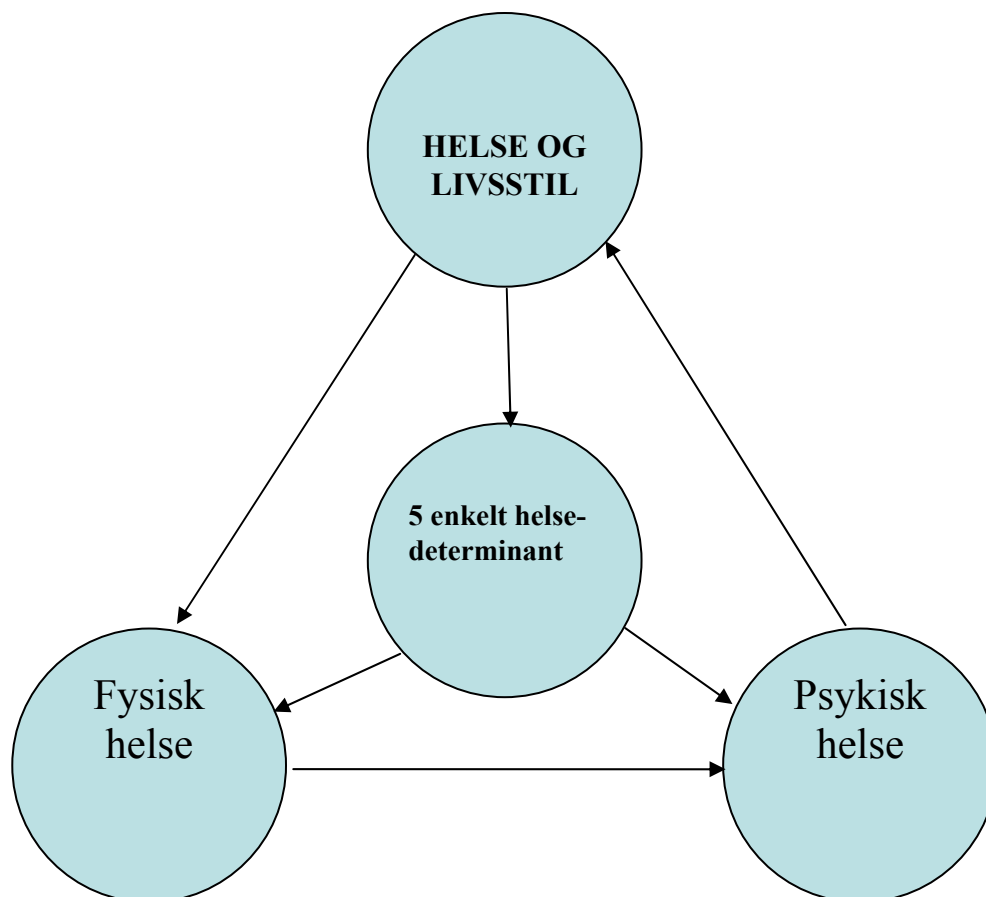 HELSE OG
LIVSSTIL
5 enkelt helse-
determinant
Fysisk
helse
Psykisk
helse